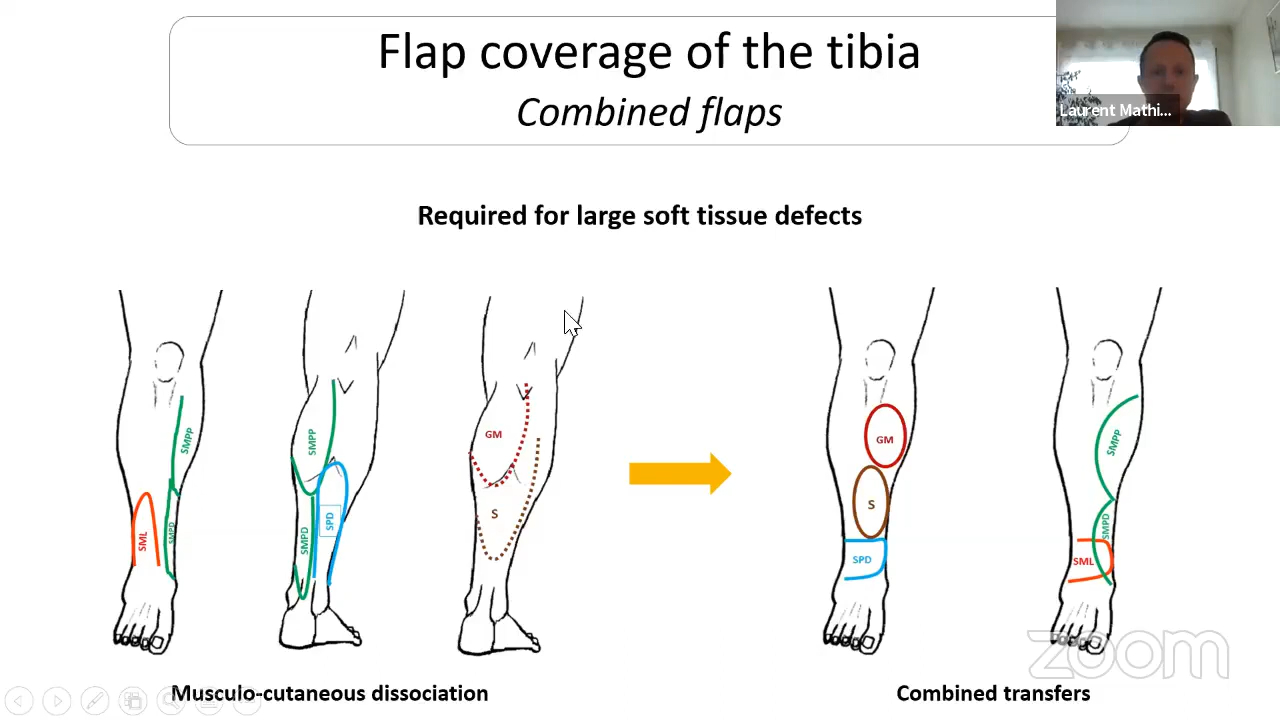 Flap coverage of the tibia
Combined flaps
Laurent Mathi...
Required for large soft tissue defects
SMPP
SML
SMPD
SMPP
SMPD
SPD
GM
S
GM
S
SPD
SMPP
SMPD
SML
zoom
Musculo-cutaneous dissociation
Combined transfers